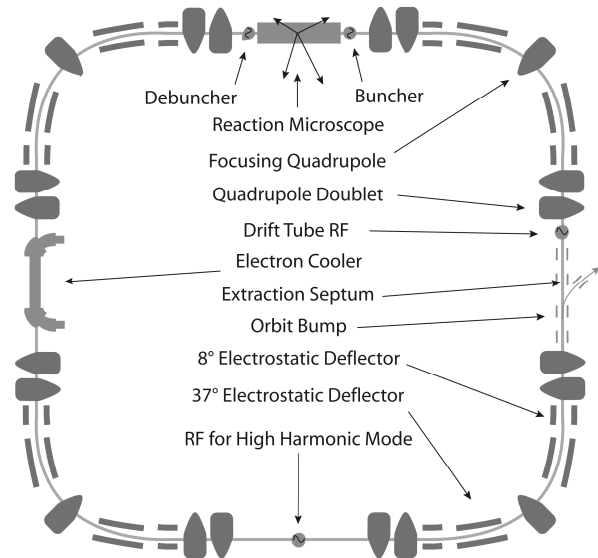 Debuncher
Buncher
Reaction Microscope
Focusing Quadrupole
Quadrupole Doublet
Drift Tube RF
Electron Cooler
Extraction Septum
Orbit Bump
8° Electrostatic Deflector
37° Electrostatic Deflector
RF for High Harmonic Mode